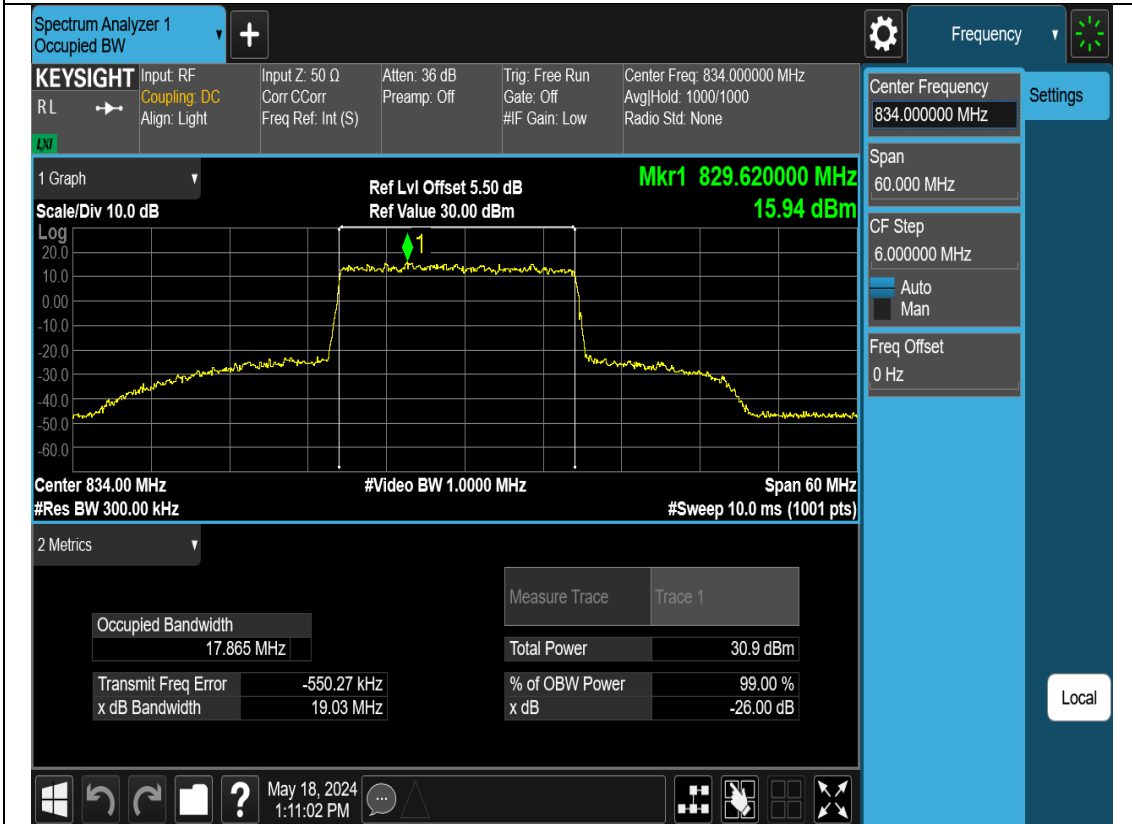 Spectrum Analyzer 1
Occupied BW
+
Frequency
KEYSIGHT
R L
LXI
Input: RF
Coupling: DC
Align: Light
Input Z: 50 Ω
Corr CCorr
Freq Ref: Int (S)
Atten: 36 dB
Preamp: Off
Trig: Free Run
Gate: Off
#IF Gain: Low
Center Freq: 834.000000 MHz
Avg|Hold: 1000/1000
Radio Std: None
Center Frequency
834.000000 MHz
Settings
Span
60.000 MHz
CF Step
6.000000 MHz
Auto
Man
Freq Offset
0 Hz
Local
1 Graph
Scale/Div 10.0 dB
Ref Lvl Offset 5.50 dB
Ref Value 30.00 dBm
Mkr1 829.620000 MHz
15.94 dBm
Log
1
20.0
10.0
0.00
-10.0
-20.0
-30.0
-40.0
-50.0
-60.0
Center 834.00 MHz
#Video BW 1.0000 MHz
Span 60 MHz
#Res BW 300.00 kHz
#Sweep 10.0 ms (1001 pts)
2 Metrics
Measure Trace Trace 1
Occupied Bandwidth
17.865 MHz
Total Power 30.9 dBm
Transmit Freq Error -550.27 kHz
% of OBW Power 99.00 %
x dB Bandwidth 19.03 MHz
x dB -26.00 dB
?
May 18, 2024
1:11:02 PM